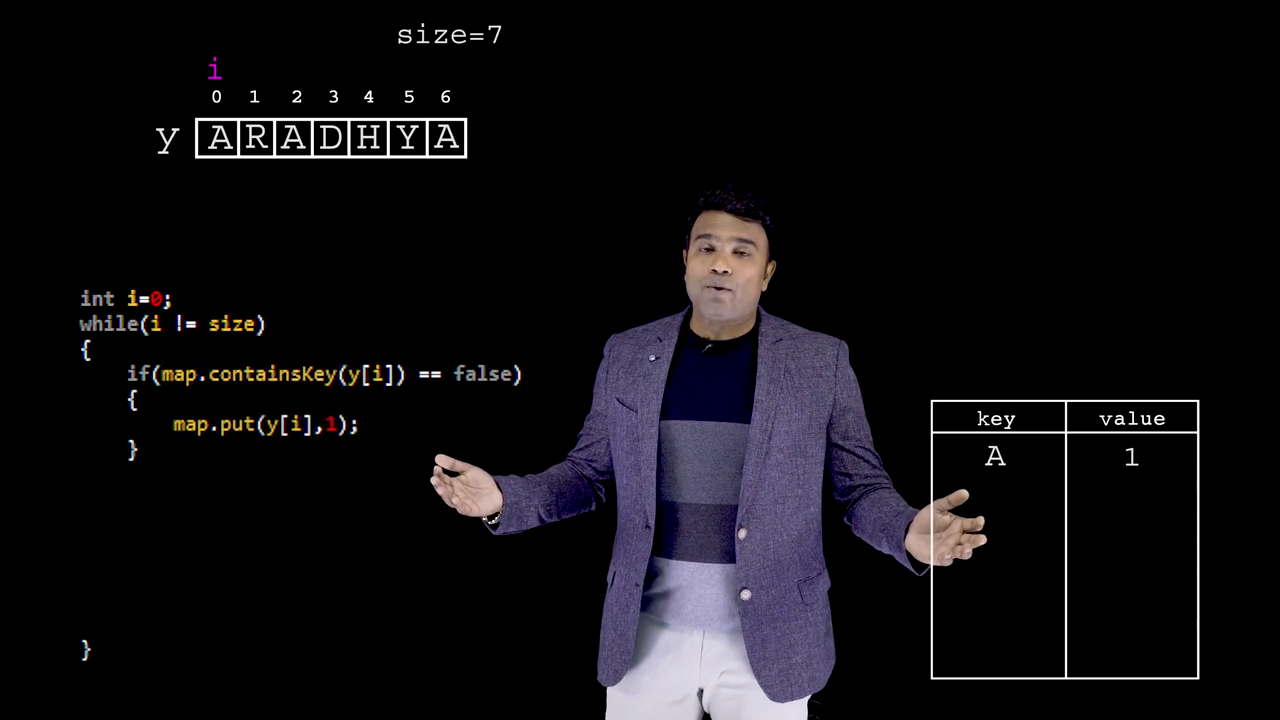 size=7
i
0 1 2 3 4 5 6
y A R A D H Y A
int i=0;
while(i != size)
{
if(map.containsKey(y[i]) == false)
{
map.put(y[i],1);
}
}
key value
A 1